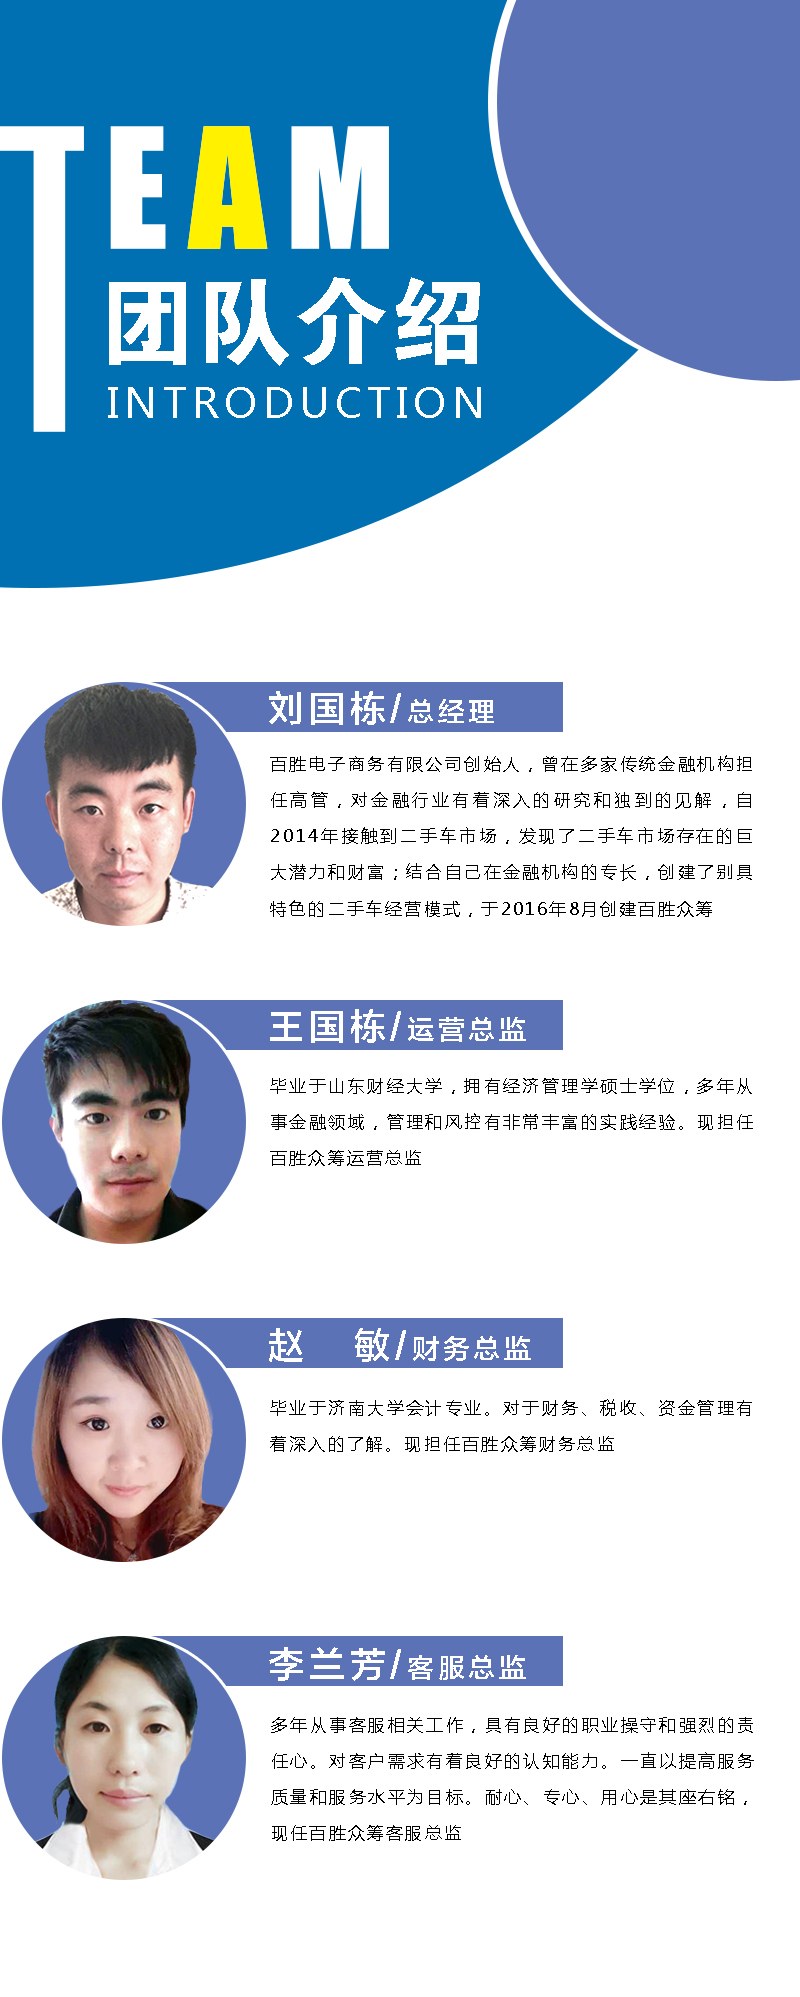 TEAM
团队介绍
INTRODUCTION
刘国栋/总经理
百胜电子商务有限公司创始人，曾在多家传统金融机构担
任高管，对金融行业有着深入的研究和独到的见解，自
2014年接触到二手车市场，发现了二手车市场存在的巨
大潜力和财富；结合自己在金融机构的专长，创建了别具
特色的二手车经营模式，于2016年8月创建百胜众筹
王国栋/运营总监
毕业于山东财经大学，拥有经济管理学硕士学位，多年从
事金融领域，管理和风控有非常丰富的实践经验。现担任
百胜众筹运营总监
赵 敏/财务总监
毕业于济南大学会计专业。对于财务、税收、资金管理有
着深入的了解。现担任百胜众筹财务总监
李兰芳/客服总监
多年从事客服相关工作，具有良好的职业操守和强烈的责
任心。对客户需求有着良好的认知能力。一直以提高服务
质量和服务水平为目标。耐心、专心、用心是其座右铭，
现任百胜众筹客服总监